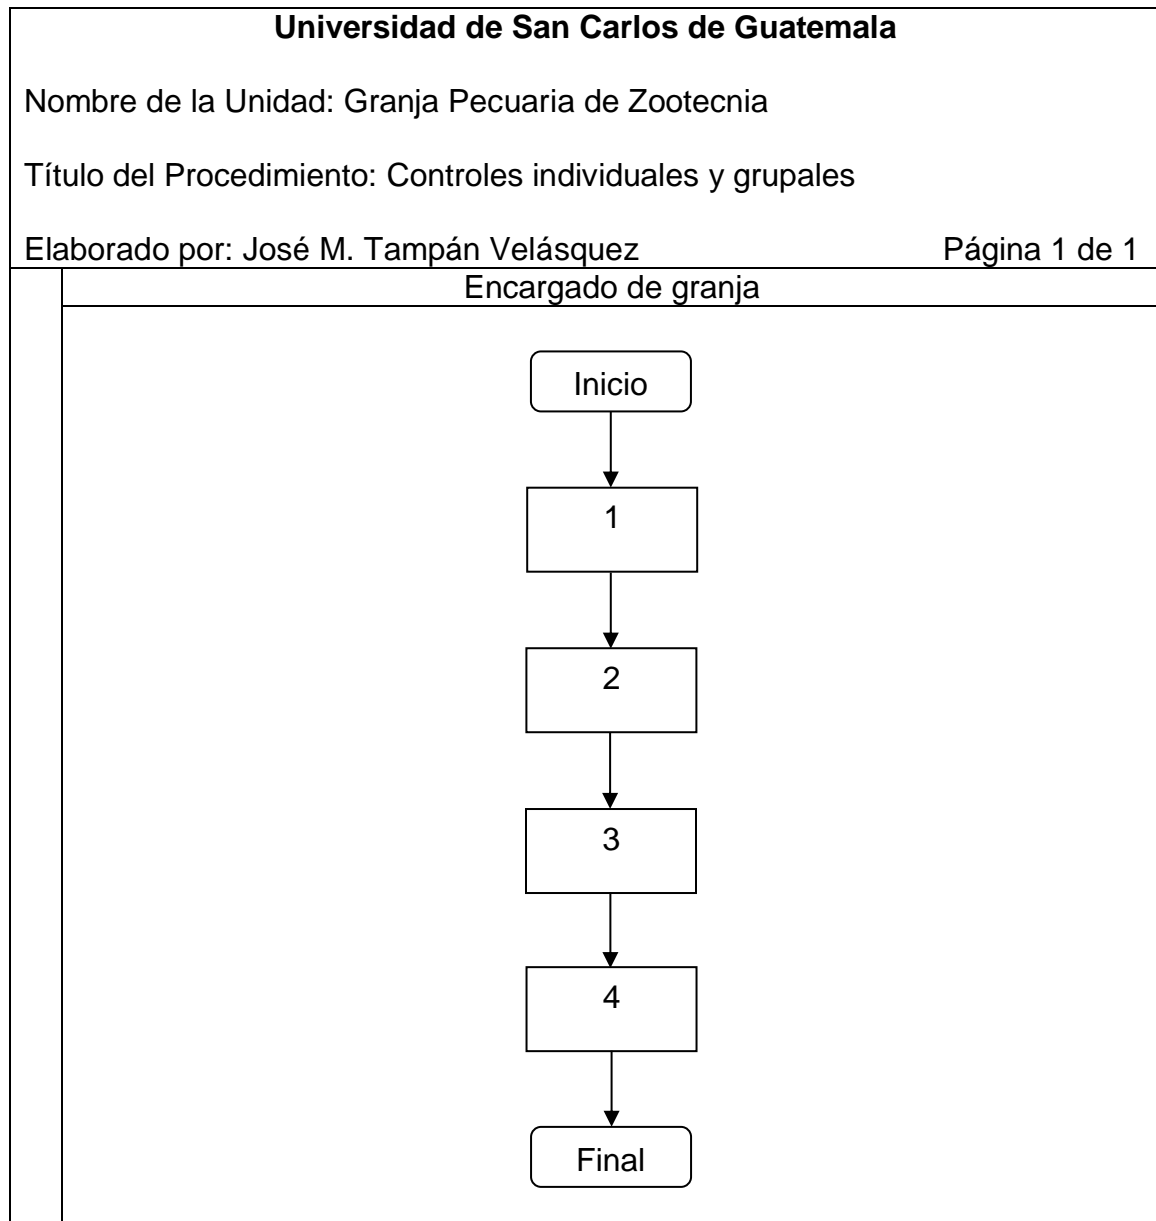 Universidad de San Carlos de Guatemala
Nombre de la Unidad: Granja Pecuaria de Zootecnia
Título del Procedimiento: Controles individuales y grupales
Elaborado por: José M. Tampán Velásquez Página 1 de 1
Encargado de granja
Inicio
1
2
3
4
Final